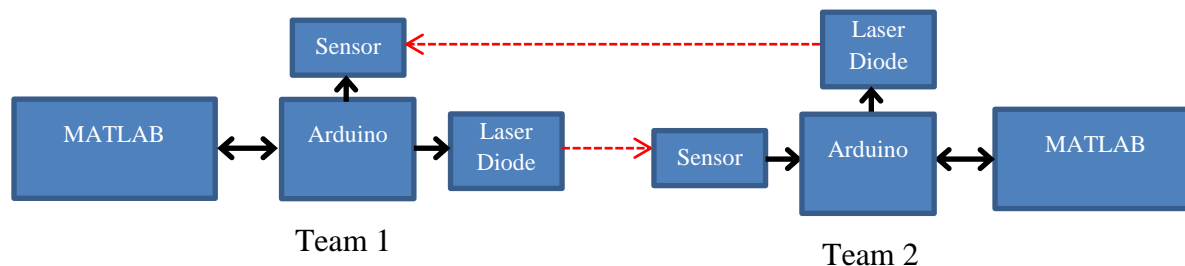 Sensor
Laser
Diode
MATLAB
Arduino
Laser
Diode
Sensor
Arduino
MATLAB
Team 1
Team 2